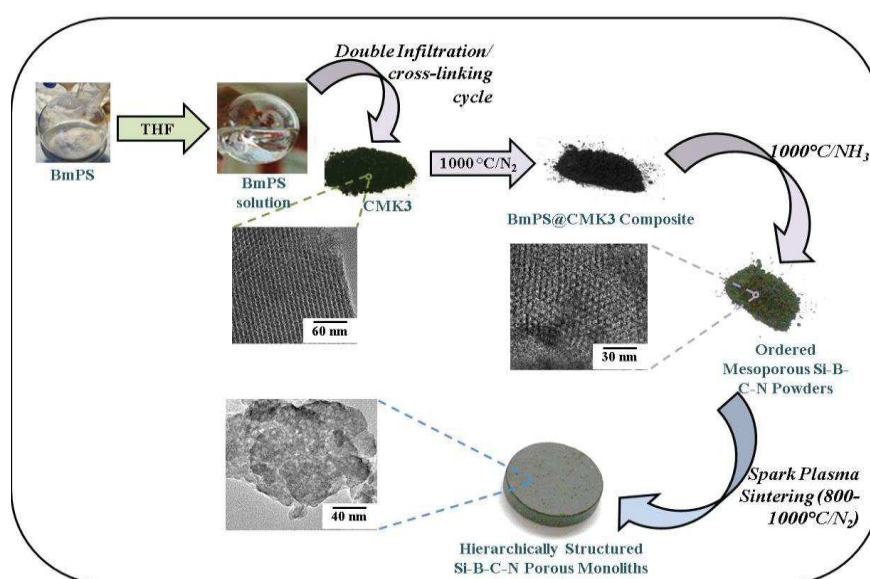 Double Infiltration/
cross-linking
cycle
THF
BmPS
BmPS
solution
CMK3
1000 °C/N₂
BmPS@CMK3 Composite
1000°C/NH₃
60 nm
30 nm
Ordered
Mesoporous Si-B-
C-N Powders
40 nm
Spark Plasma
Sintering (800-
1000°C/N₂)
Hierarchically Structured
Si-B-C-N Porous Monoliths